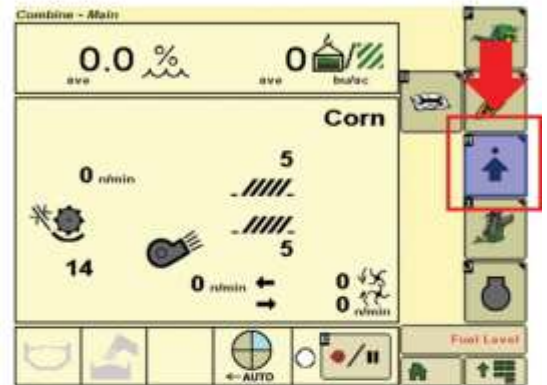 Combine - Main
0.0 %
ave
0
ave
bu/ac
Corn
0 n/min
5
5
14
0 n/min
0
0
n/min
AUTO
Fuel Level